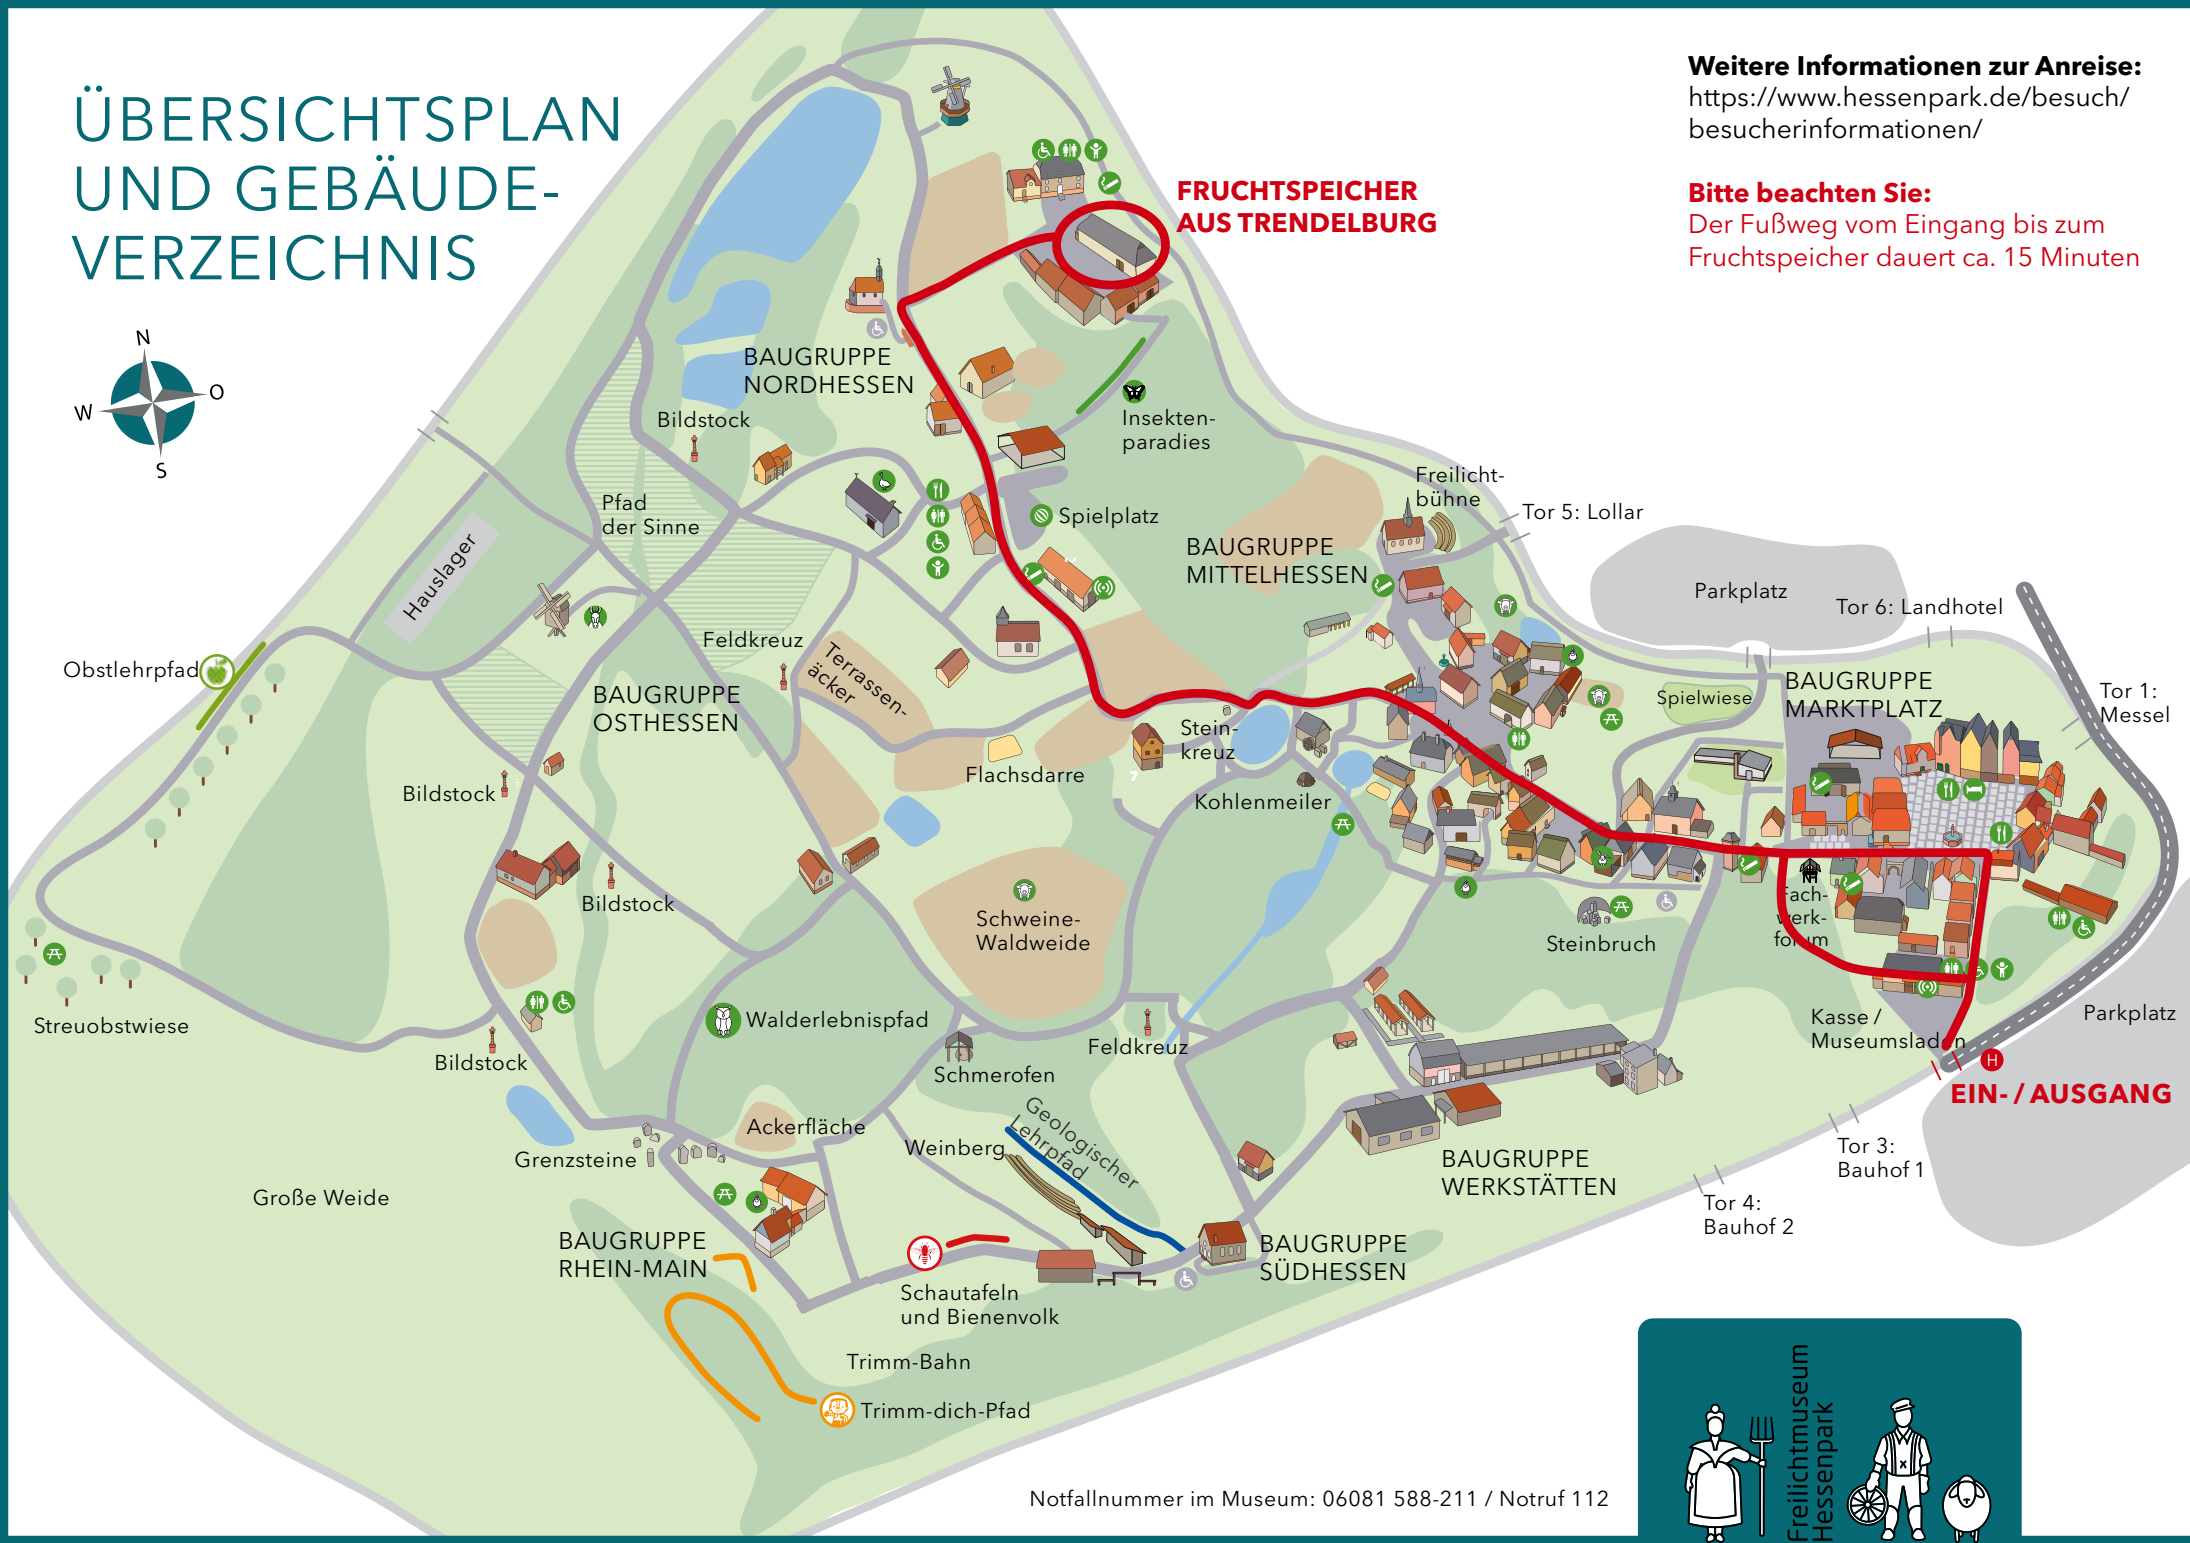 ÜBERSICHTSPLAN
UND GEBÄUDE-
VERZEICHNIS
Weitere Informationen zur Anreise:
https://www.hessenpark.de/besuch/
besucherinformationen/
Bitte beachten Sie:
Der Fußweg vom Eingang bis zum
Fruchtspeicher dauert ca. 15 Minuten
FRUCHTSPEICHER
AUS TRENDELBURG
N
O
W
S
BAUGRUPPE
NORDHESSEN
Bildstock
Insekten-
paradies
Pfad
der Sinne
Spielplatz
Freilicht-
bühne
Tor 5: Lollar
BAUGRUPPE
MITTELHESSEN
Hauslager
Parkplatz
Tor 6: Landhotel
Obstlehrpfad
Feldkreuz
Terrassen-
äcker
BAUGRUPPE
OSTHESSEN
Spielwiese
BAUGRUPPE
MARKTPLATZ
Tor 1:
Messel
Stein-
kreuz
Flachsdarre
7
Bildstock
Kohlenmeiler
Bildstock
Schweine-
Waldweide
Fach-
werk-
forum
Steinbruch
Streuobstwiese
Walderlebnispfad
Bildstock
Feldkreuz
Schmerofen
Kasse /
Museumsladen
Parkplatz
H
EIN- / AUSGANG
Ackerfläche
Geologischer
Lehrpfad
Weinberg
Grenzsteine
Tor 3:
Bauhof 1
BAUGRUPPE
WERKSTÄTTEN
Große Weide
Tor 4:
Bauhof 2
BAUGRUPPE
RHEIN-MAIN
BAUGRUPPE
SÜDHESSEN
Schautafeln
und Bienenvolk
Trimm-Bahn
Trimm-dich-Pfad
Notfallnummer im Museum: 06081 588-211 / Notruf 112
Freilichtmuseum
Hessenpark